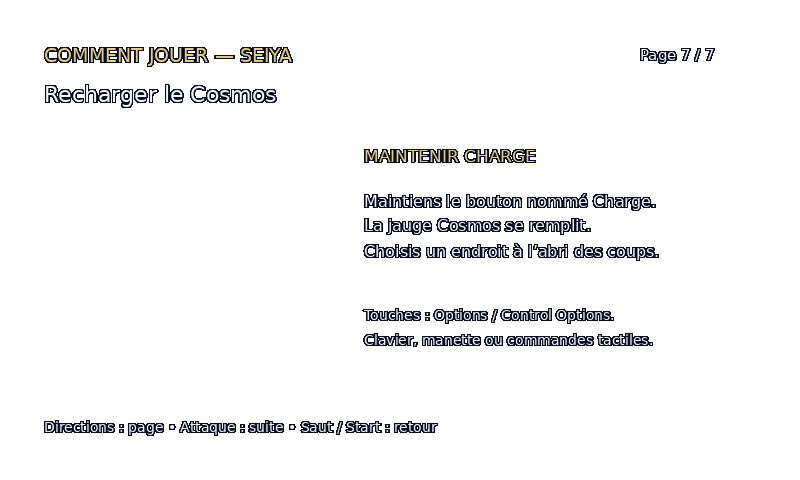 COMMENT JOUER — SEIYA
Page 7 / 7
Recharger le Cosmos
MAINTENIR CHARGE
Maintiens le bouton nommé Charge.
La jauge Cosmos se remplit.
Choisis un endroit à l'abri des coups.
Touches : Options / Control Options.
Clavier, manette ou commandes tactiles.
Directions : page • Attaque : suite • Saut / Start : retour